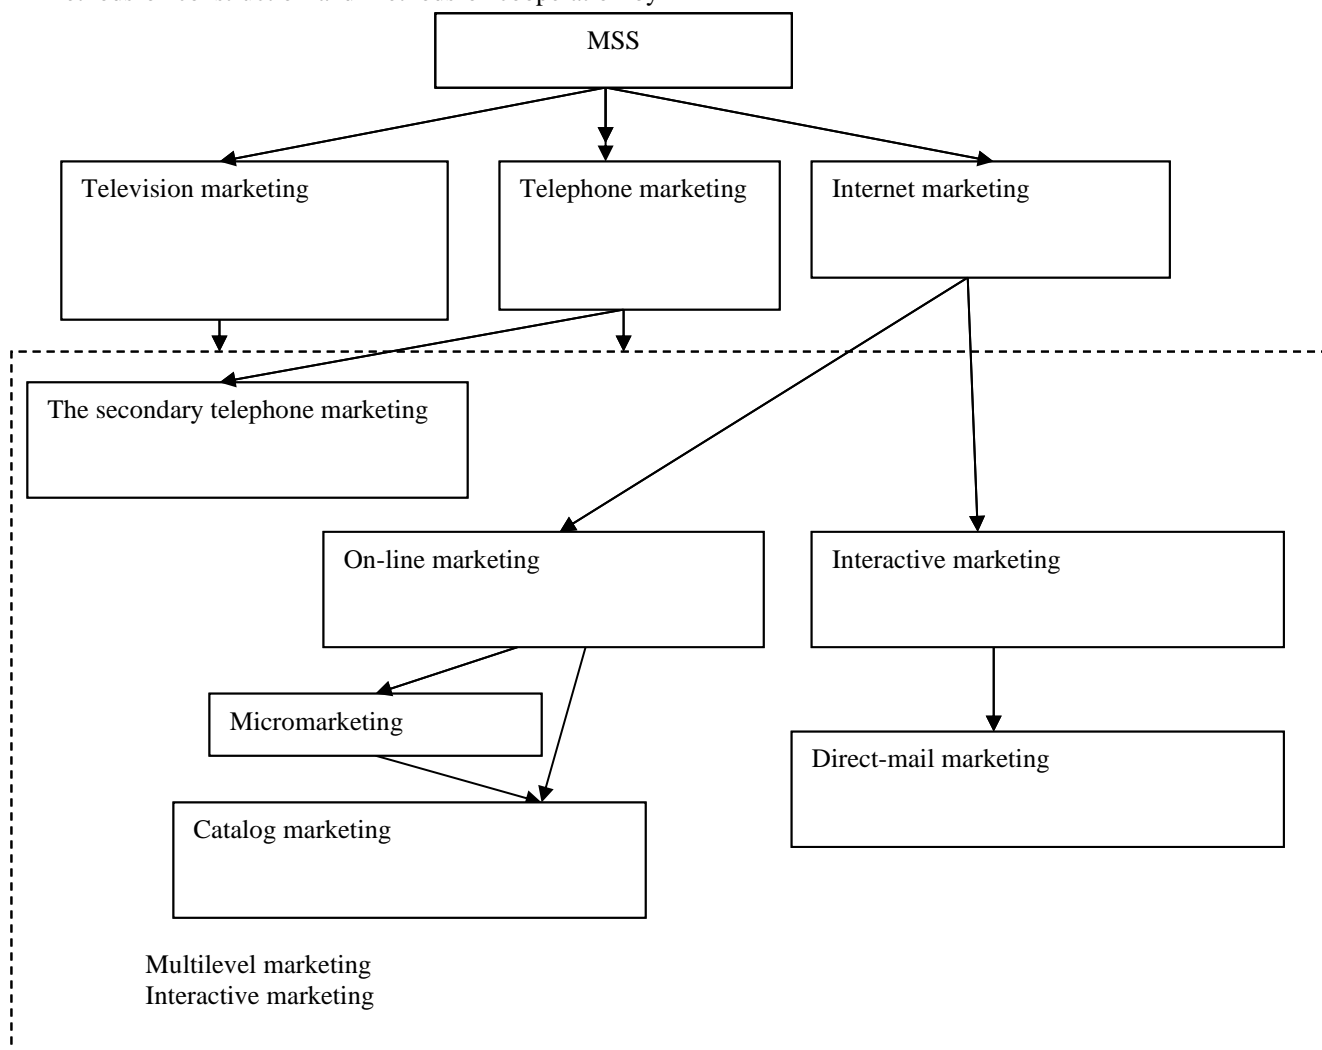 MSS
Television marketing
Telephone marketing
Internet marketing
The secondary telephone marketing
On-line marketing
Interactive marketing
Micromarketing
Direct-mail marketing
Catalog marketing
Multilevel marketing
Interactive marketing